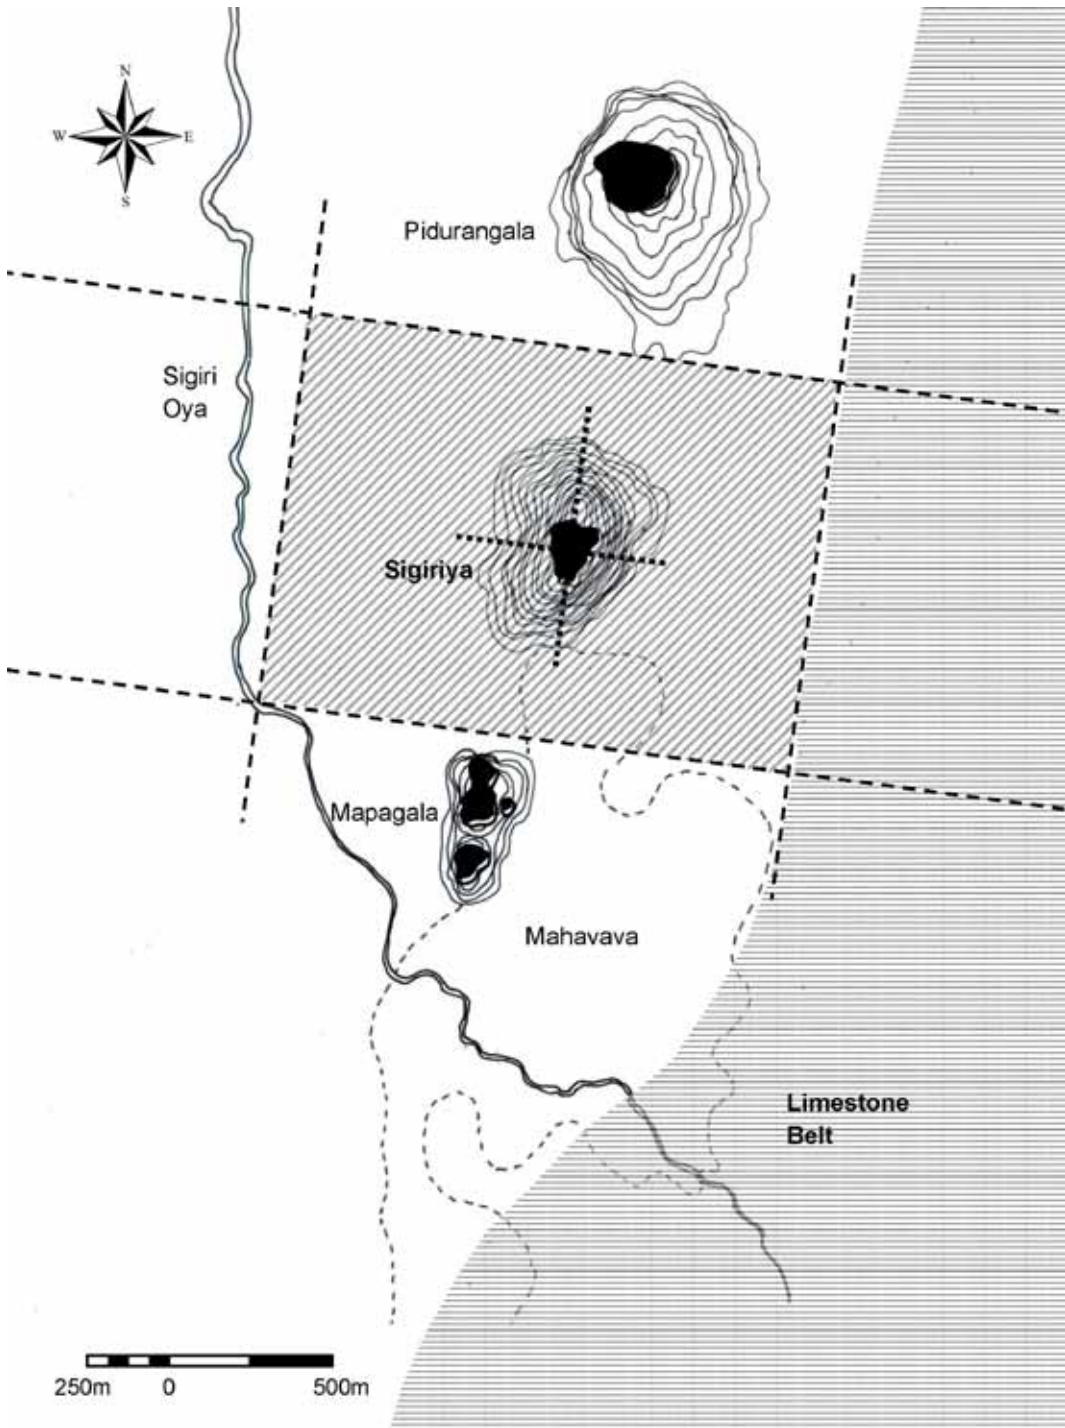 N
W E
S
Pidurangala
Sigiri
Oya
Sigiriya
Mapagala
Mahavava
Limestone
Belt
250m 0 500m